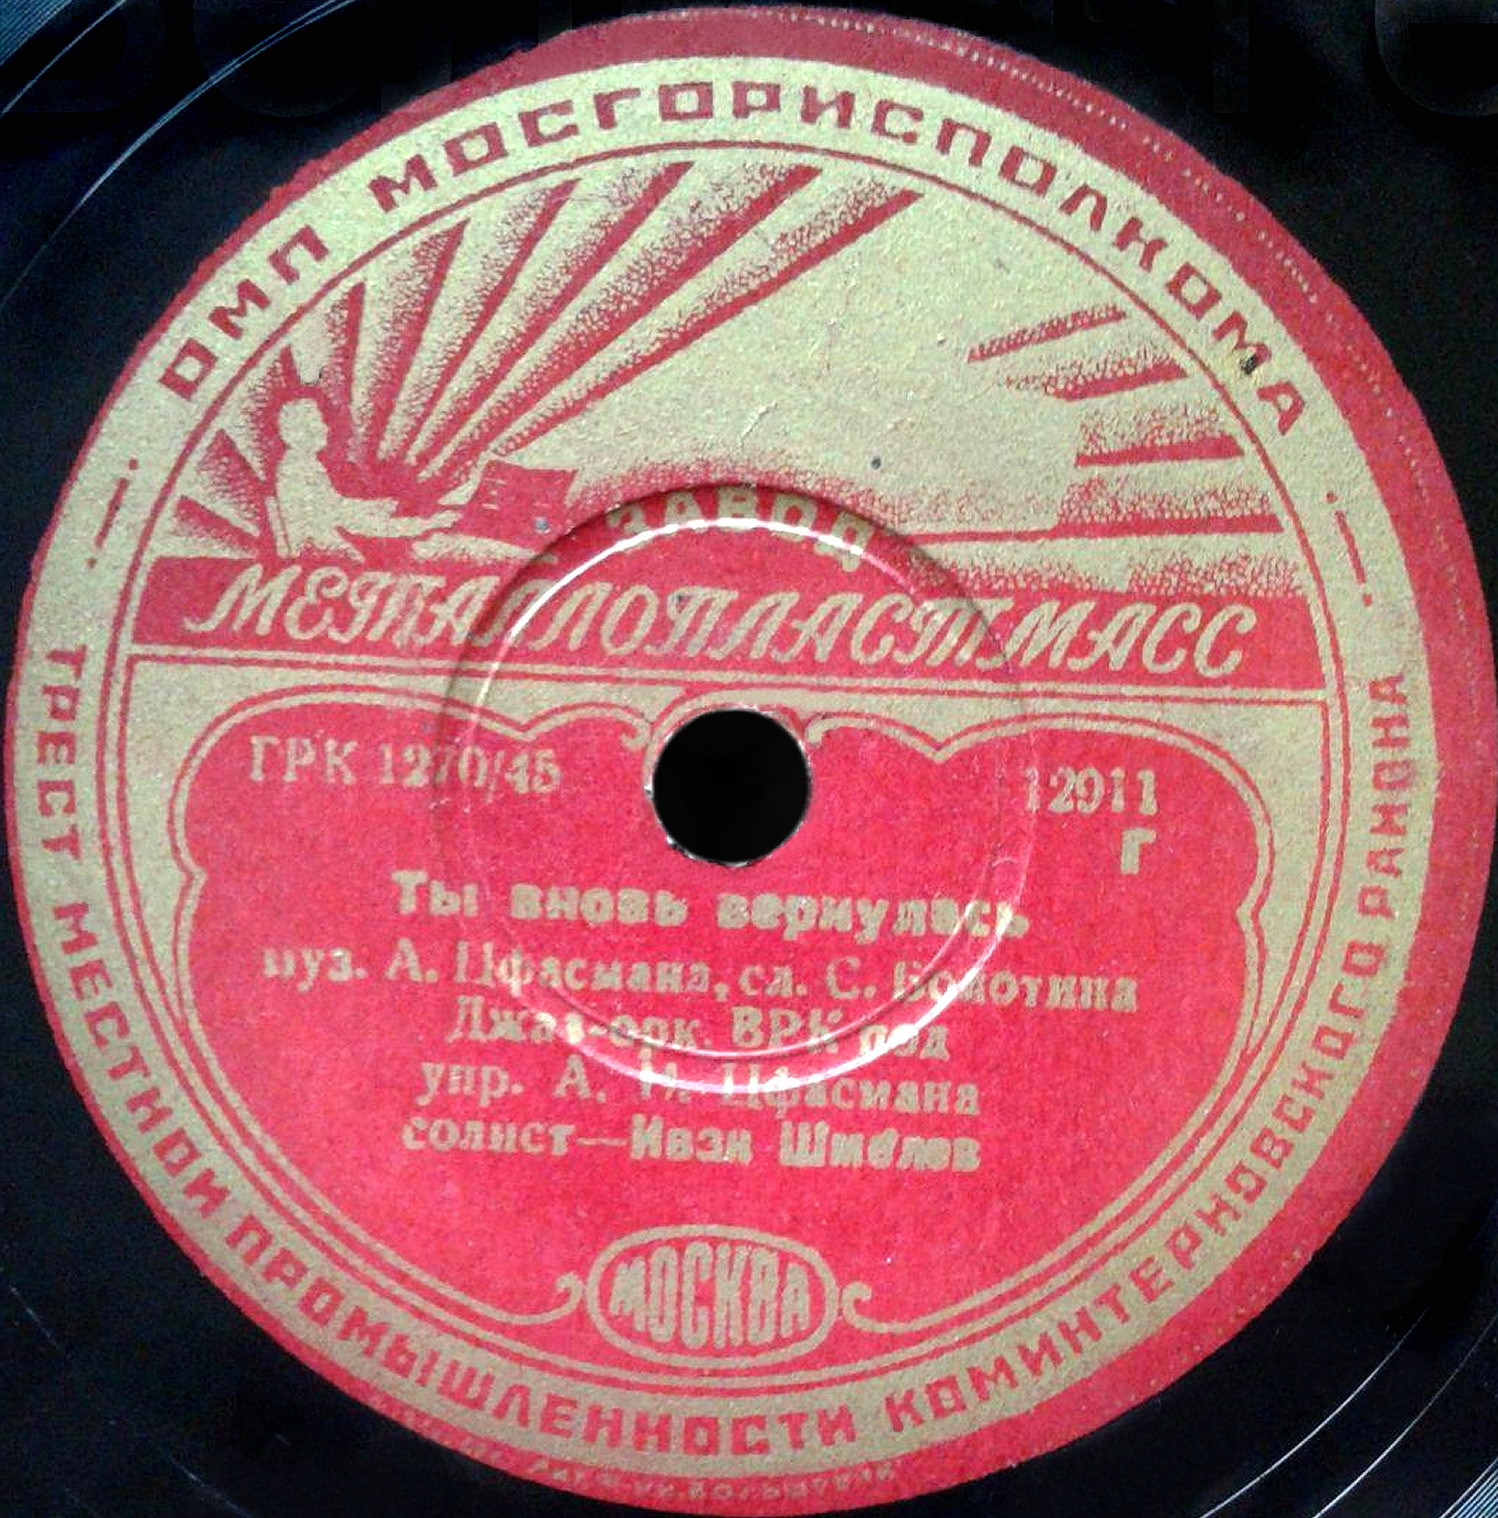 ОМП МОСГОРИСПОЛКОМА
ТРЕСТ МЕСТНОЙ ПРОМЫШЛЕННОСТИ КОМИНТЕРНОВСКОГО РАЙОНА
ЗАВОД
МЕТАЛЛОПЛАСТМАСС
ГРК 1270/45
12911
Г
Ты вновь вернулась
муз. А. Цфасмана, сл. С. Болотина
Джаз-орк. ВРК под
упр. А. Н. Цфасмана
солист—Иван Шмелев
МОСКВА